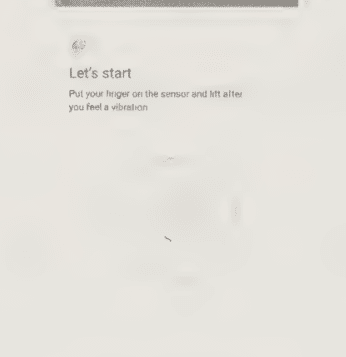 Let's start
Put your finger on the sensor and lift after
you feel a vibration